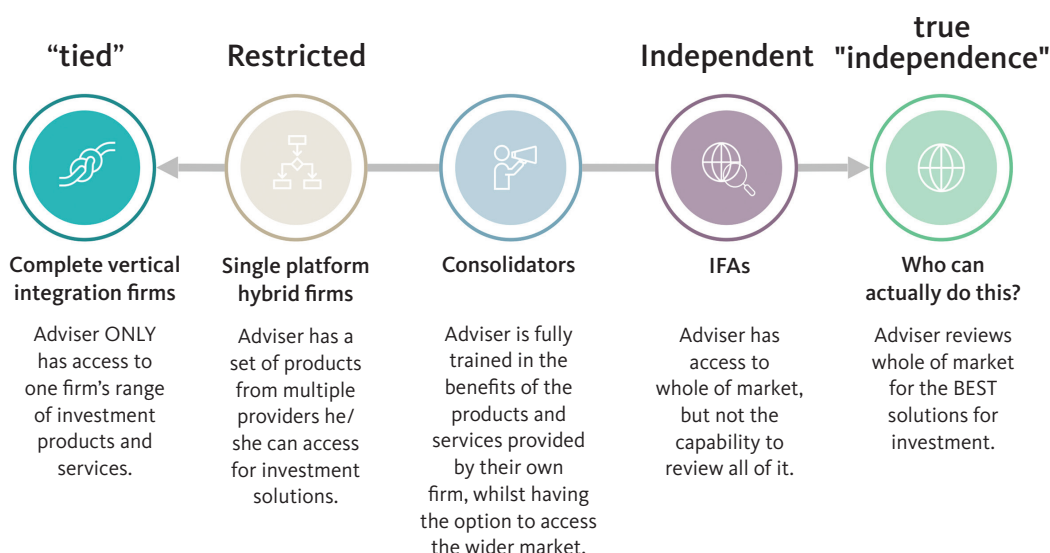 “tied”
Restricted
Independent
true
"independence"
Complete vertical
integration firms
Adviser ONLY
has access to
one firm’s range
of investment
products and
services.
Single platform
hybrid firms
Adviser has a
set of products
from multiple
providers he/
she can access
for investment
solutions.
Consolidators
Adviser is fully
trained in the
benefits of the
products and
services provided
by their own
firm, whilst having
the option to access
the wider market.
IFAs
Adviser has
access to
whole of market,
but not the
capability to
review all of it.
Who can
actually do this?
Adviser reviews
whole of market
for the BEST
solutions for
investment.